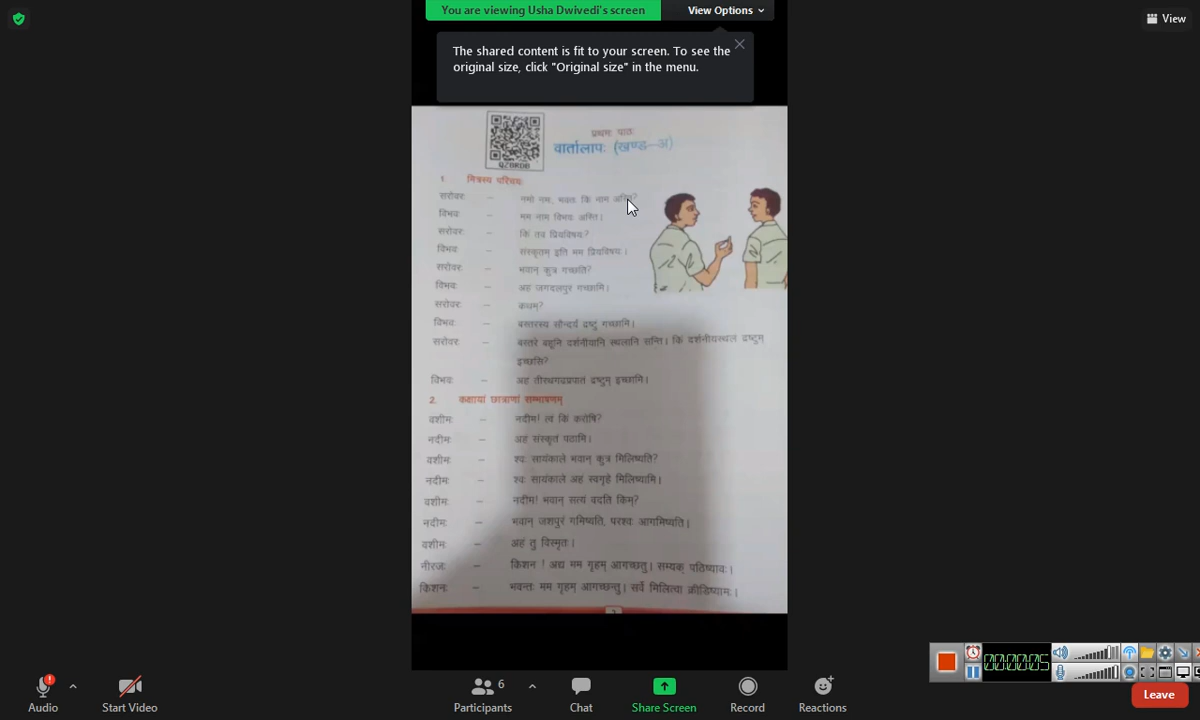 You are viewing Usha Dwivedi's screen
View Options
View
The shared content is fit to your screen. To see the
original size, click "Original size" in the menu.
प्रथमः पाठः
वार्तालापः (खण्ड–अ)
QZ8KDB
1. मित्रस्य परिचयः
सरोवरः – नमो नमः, भवतः किं नाम अस्ति?
विभवः – मम नाम विभवः अस्ति।
सरोवरः – किं तव प्रियविषयः?
विभवः – संस्कृतम् इति मम प्रियविषयः।
सरोवरः – भवान् कुत्र गच्छति?
विभवः – अहं जगदलपुरं गच्छामि।
सरोवरः – कथम्?
विभवः – बस्तरस्य सौन्दर्यं द्रष्टुं गच्छामि।
सरोवरः – बस्तरे बहूनि दर्शनीयानि स्थलानि सन्ति। किं दर्शनीयस्थलं द्रष्टुम्
इच्छसि?
विभवः – अहं तीरथगढप्रपातं द्रष्टुम् इच्छामि।
2. कक्षायां छात्राणां सम्भाषणम्
वशीमः – नदीम! त्वं किं करोषि?
नदीमः – अहं संस्कृतं पठामि।
वशीमः – श्वः सायंकाले भवान् कुत्र मिलिष्यति?
नदीमः – श्वः सायंकाले अहं स्वगृहे मिलिष्यामि।
वशीमः – नदीम! भवान् सत्यं वदति किम्?
नदीमः – भवान् जशपुरं गमिष्यति, परश्वः आगमिष्यति।
वशीमः – अहं तु विस्मृतः।
नीरजः – किशन ! अद्य मम गृहम् आगच्छतु। सम्यक् पठिष्यावः।
किशनः – भवन्तः मम गृहम् आगच्छन्तु। सर्वे मिलित्वा क्रीडिष्यामः।
00:00:05
Audio
Start Video
Participants 6
Chat
Share Screen
Record
Reactions
Leave